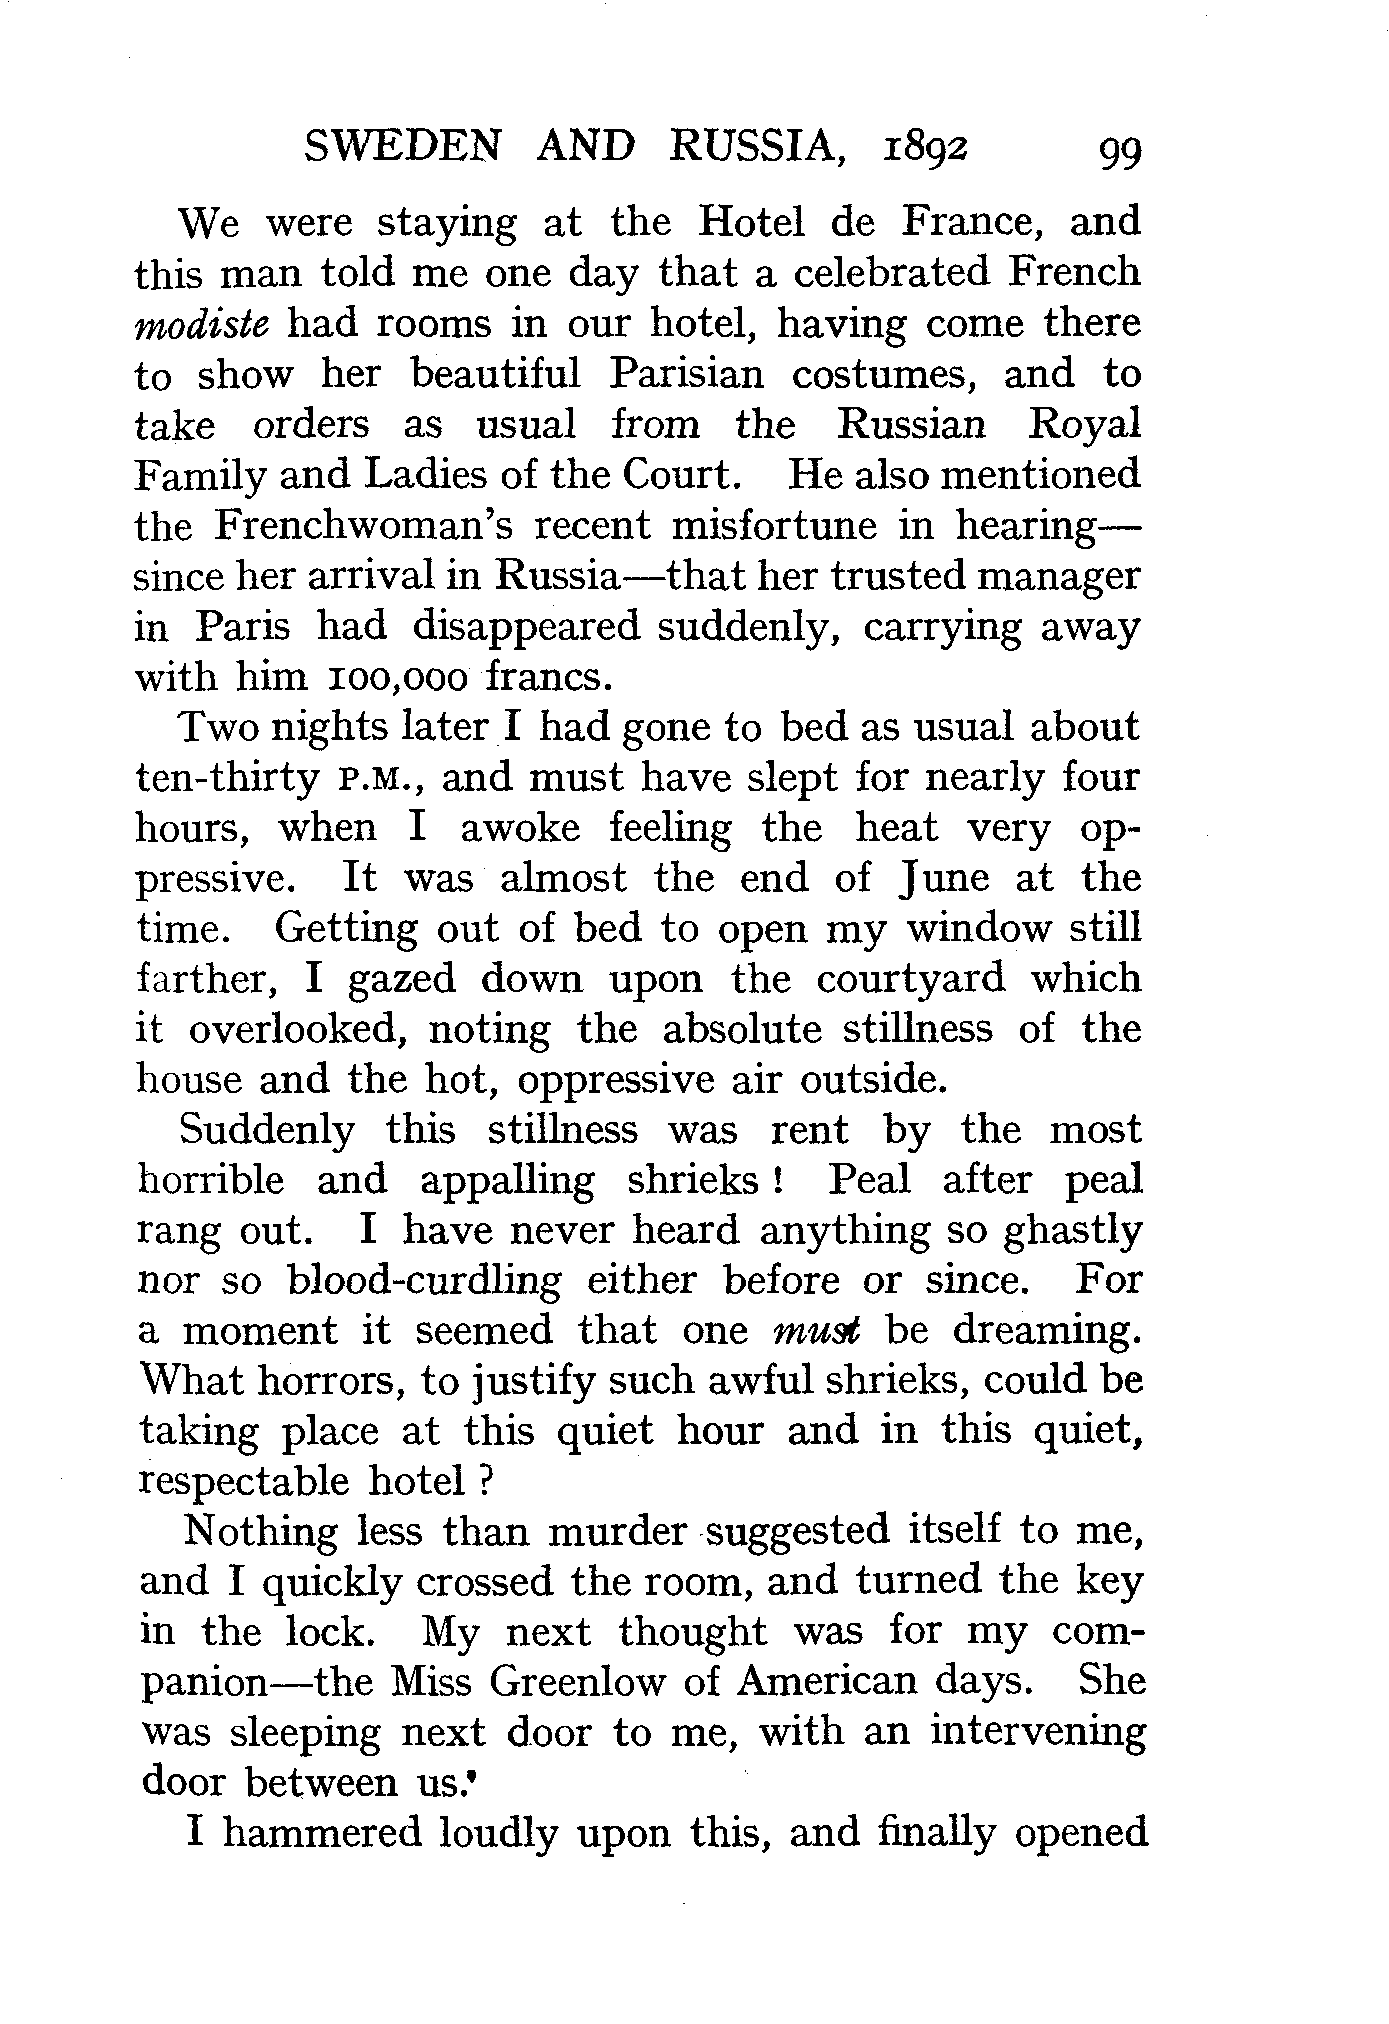 SWEDEN AND RUSSIA, 1892 99
We were staying at the Hotel de France, and
this man told me one day that a celebrated French
modiste had rooms in our hotel, having come there
to show her beautiful Parisian costumes, and to
take orders as usual from the Russian Royal
Family and Ladies of the Court. He also mentioned
the Frenchwoman's recent misfortune in hearing—
since her arrival in Russia—that her trusted manager
in Paris had disappeared suddenly, carrying away
with him 100,000 francs.
Two nights later I had gone to bed as usual about
ten-thirty P.M., and must have slept for nearly four
hours, when I awoke feeling the heat very op-
pressive. It was almost the end of June at the
time. Getting out of bed to open my window still
farther, I gazed down upon the courtyard which
it overlooked, noting the absolute stillness of the
house and the hot, oppressive air outside.
Suddenly this stillness was rent by the most
horrible and appalling shrieks ! Peal after peal
rang out. I have never heard anything so ghastly
nor so blood-curdling either before or since. For
a moment it seemed that one must be dreaming.
What horrors, to justify such awful shrieks, could be
taking place at this quiet hour and in this quiet,
respectable hotel ?
Nothing less than murder suggested itself to me,
and I quickly crossed the room, and turned the key
in the lock. My next thought was for my com-
panion—the Miss Greenlow of American days. She
was sleeping next door to me, with an intervening
door between us.'
I hammered loudly upon this, and finally opened